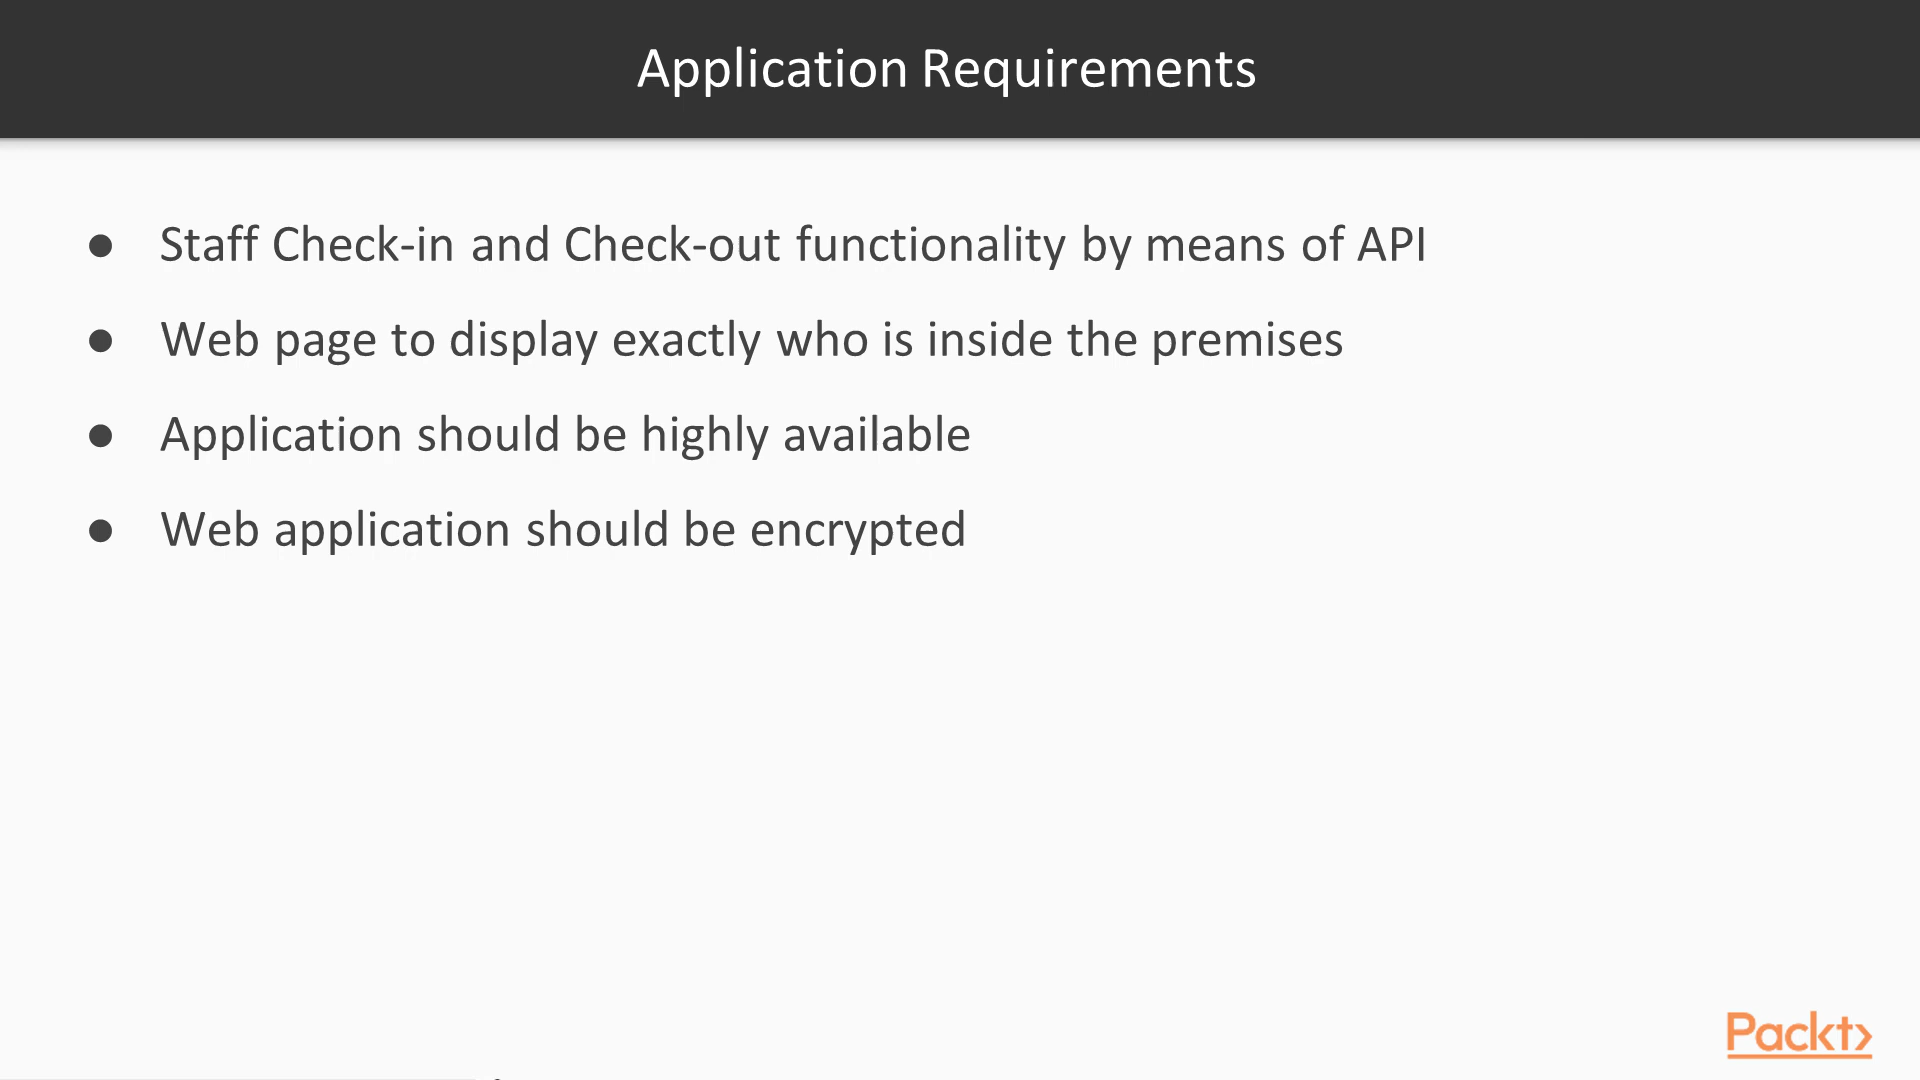 Application Requirements
● Staff Check-in and Check-out functionality by means of API
● Web page to display exactly who is inside the premises
● Application should be highly available
● Web application should be encrypted
Packt>